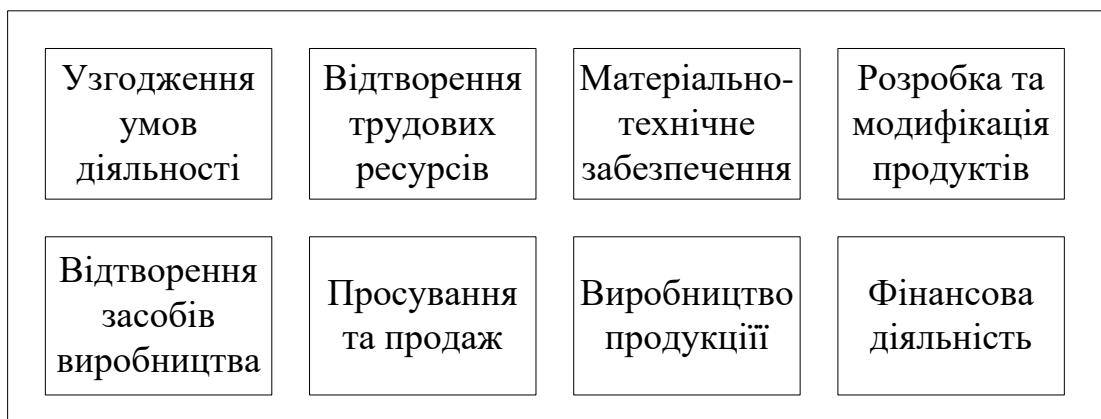 Узгодження
умов
діяльності
Відтворення
трудових
ресурсів
Матеріально-
технічне
забезпечення
Розробка та
модифікація
продуктів
Відтворення
засобів
виробництва
Просування
та продаж
Виробництво
продукціїї
Фінансова
діяльність